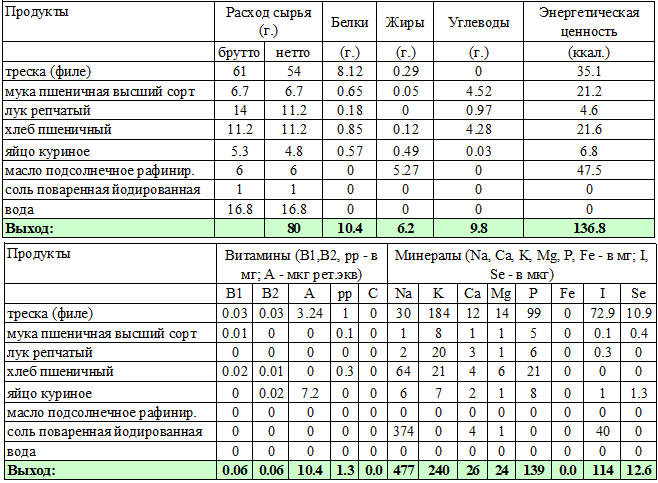 Продукты Расход сырья Белки Жиры Углеводы Энергетическая
(г.) ценность
брутто нетто (г.) (г.) (г.) (ккал.)
треска (филе) 61 54 8.12 0.29 0 35.1
мука пшеничная высший сорт 6.7 6.7 0.65 0.05 4.52 21.2
лук репчатый 14 11.2 0.18 0 0.97 4.6
хлеб пшеничный 11.2 11.2 0.85 0.12 4.28 21.6
яйцо куриное 5.3 4.8 0.57 0.49 0.03 6.8
масло подсолнечное рафинир. 6 6 0 5.27 0 47.5
соль поваренная йодированная 1 1 0 0 0 0
вода 16.8 16.8 0 0 0 0
Выход: 80 10.4 6.2 9.8 136.8
Продукты Витамины (В1,В2, рр - в Минералы (Na, Ca, K, Mg, P, Fe - в мг; I,
мг; А - мкг рет.экв) Se - в мкг)
В1 В2 А рр С Na K Ca Mg P Fe I Se
треска (филе) 0.03 0.03 3.24 1 0 30 184 12 14 99 0 72.9 10.9
мука пшеничная высший сорт 0.01 0 0 0.1 0 1 8 1 1 5 0 0.1 0.4
лук репчатый 0 0 0 0 0 2 20 3 1 6 0 0.3 0
хлеб пшеничный 0.02 0.01 0 0.3 0 64 21 4 6 21 0 0 0
яйцо куриное 0 0.02 7.2 0 0 6 7 2 1 8 0 1 1.3
масло подсолнечное рафинир. 0 0 0 0 0 0 0 0 0 0 0 0 0
соль поваренная йодированная 0 0 0 0 0 374 0 4 1 0 0 40 0
вода 0 0 0 0 0 0 0 0 0 0 0 0 0
Выход: 0.06 0.06 10.4 1.3 0.0 477 240 26 24 139 0.0 114 12.6